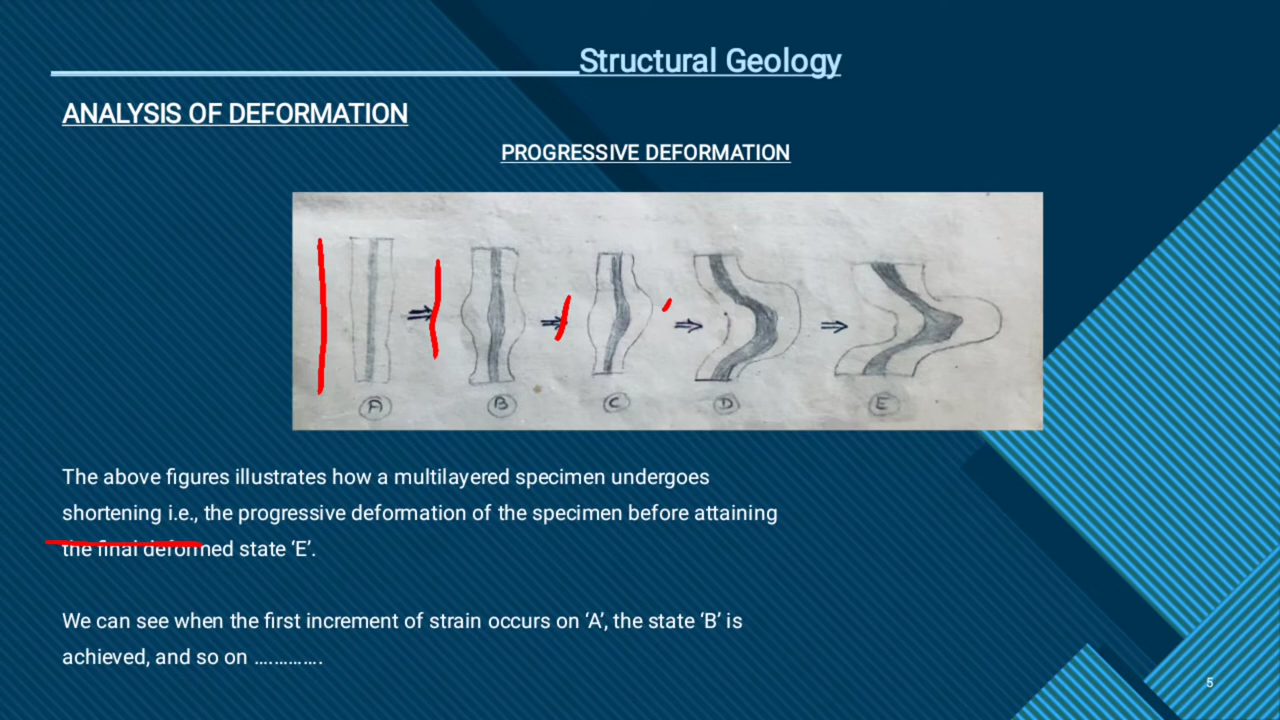 Structural Geology
ANALYSIS OF DEFORMATION
PROGRESSIVE DEFORMATION
A
B
C
D
E
The above figures illustrates how a multilayered specimen undergoes
shortening i.e., the progressive deformation of the specimen before attaining
the final deformed state ‘E’.
We can see when the first increment of strain occurs on ‘A’, the state ‘B’ is
achieved, and so on ….………
5